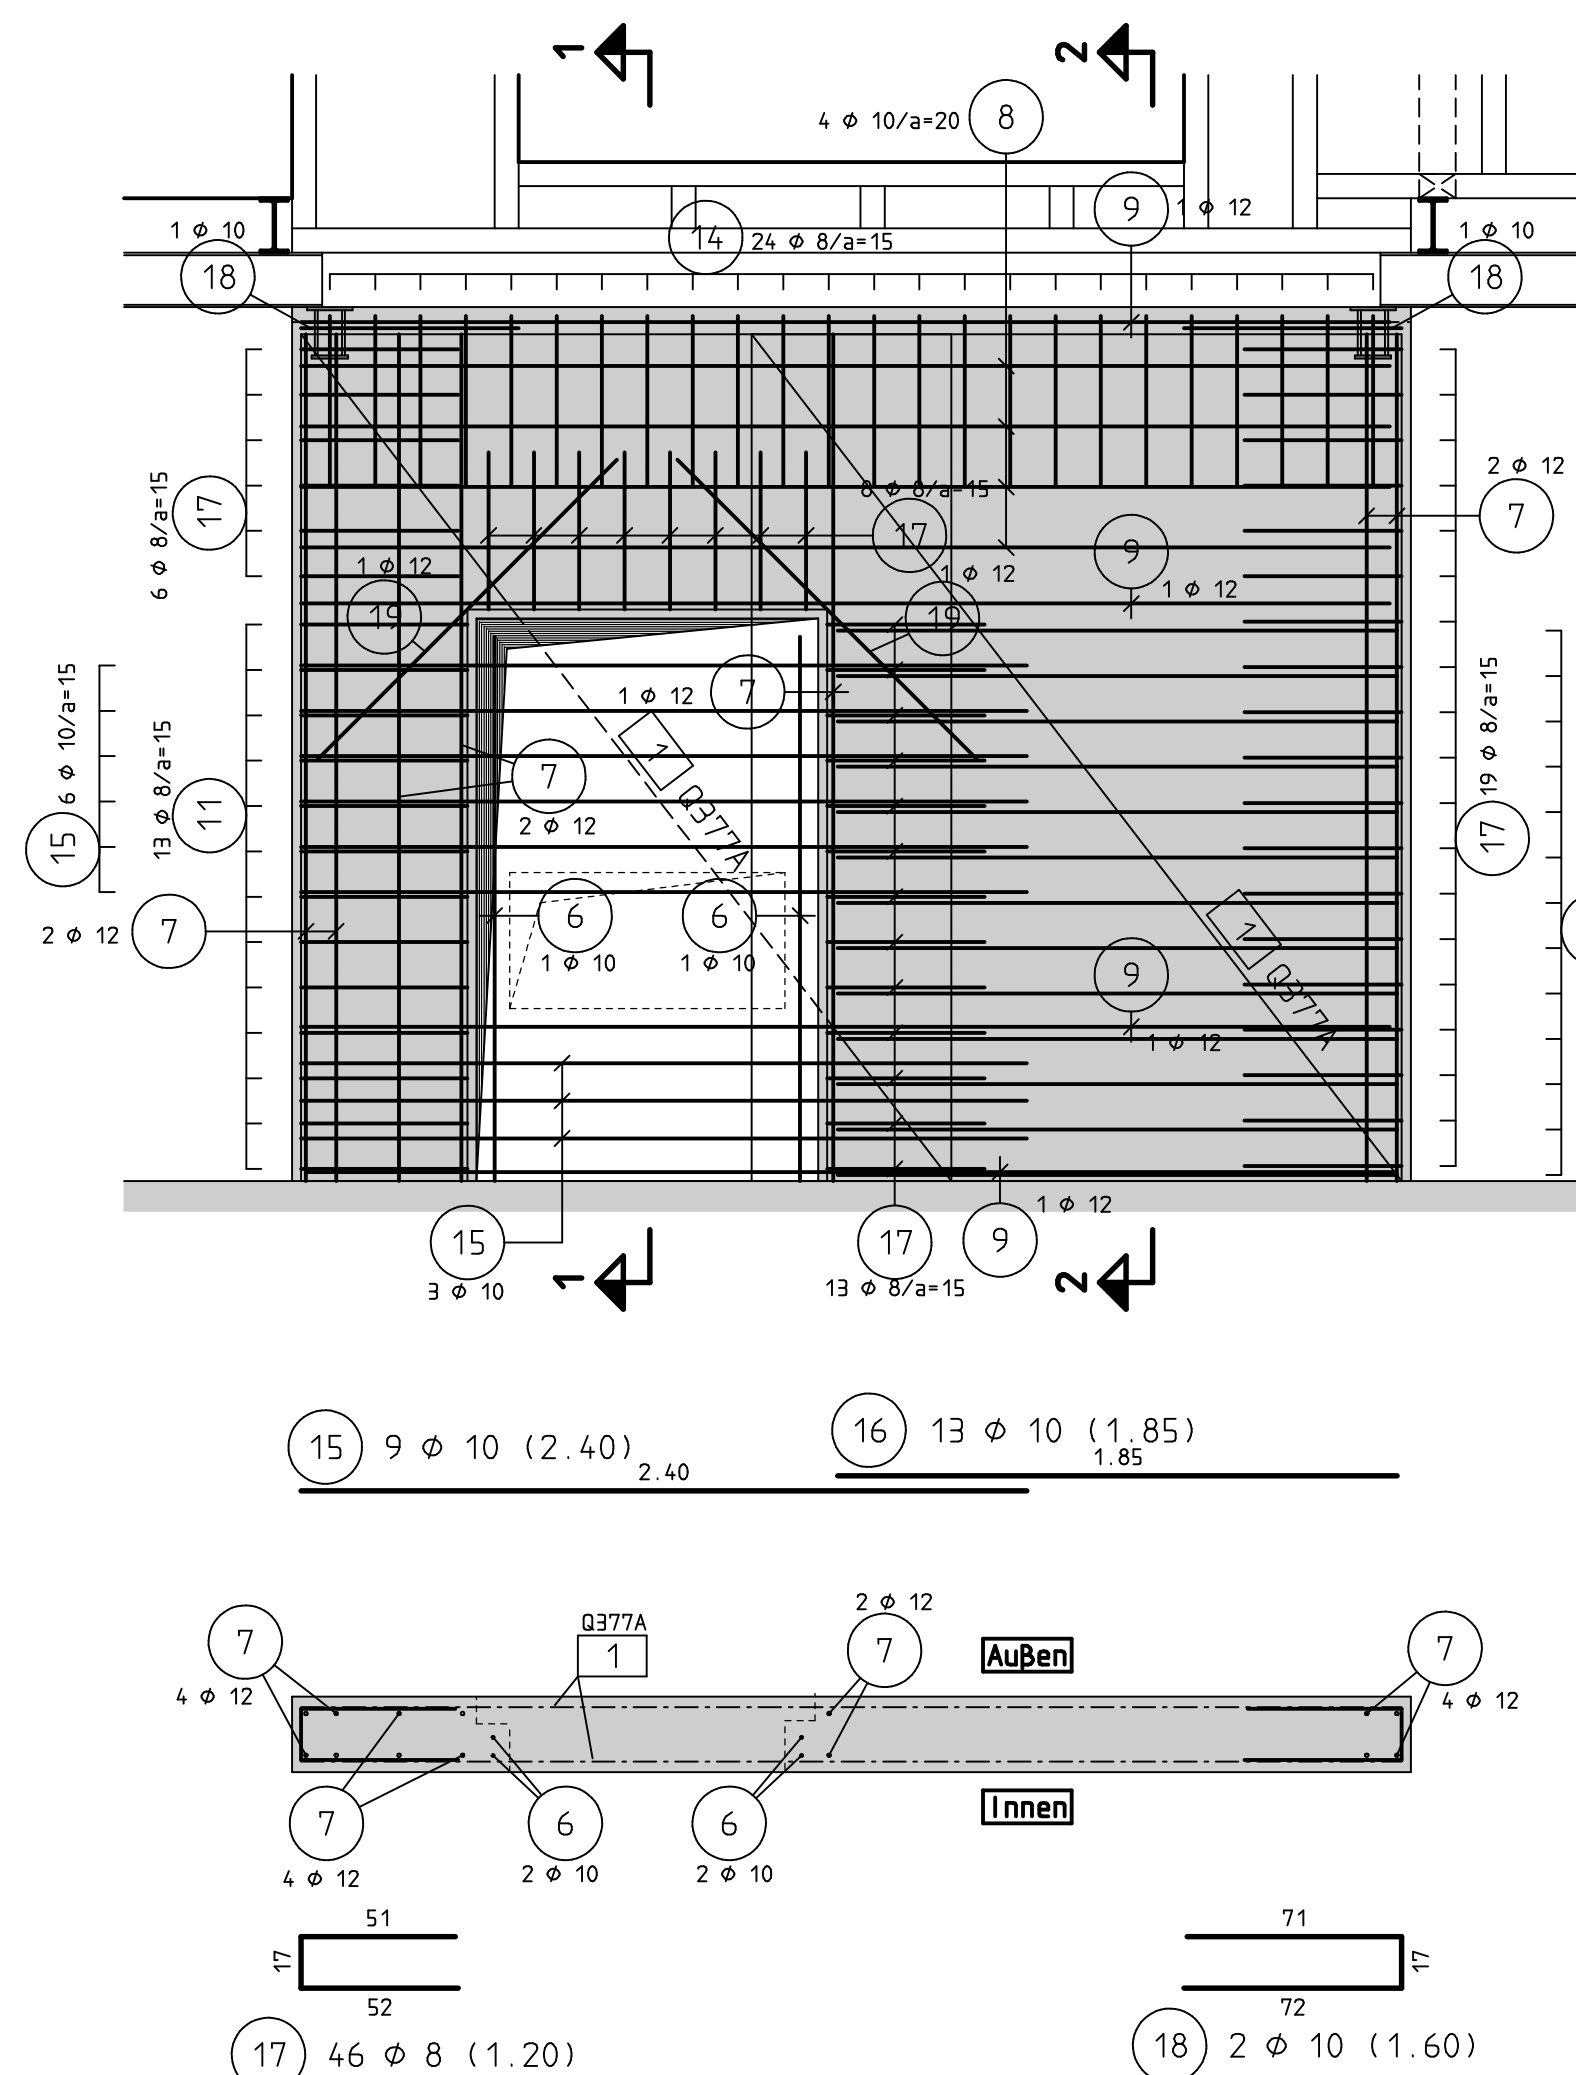 1
2
4 ⌀ 10/a=20
8
9
1 ⌀ 12
1 ⌀ 10
14
24 ⌀ 8/a=15
1 ⌀ 10
18
18
2 ⌀ 12
7
6 ⌀ 8/a=15
17
8 ⌀ 8/a=15
17
9
1 ⌀ 12
1 ⌀ 12
19
1 ⌀ 12
19
15
6 ⌀ 10/a=15
13 ⌀ 8/a=15
11
1 ⌀ 12
7
1
Q377A
7
2 ⌀ 12
19 ⌀ 8/a=15
17
2 ⌀ 12
7
6
1 ⌀ 10
6
1 ⌀ 10
9
1 ⌀ 12
1
Q377A
15
3 ⌀ 10
17
13 ⌀ 8/a=15
9
1 ⌀ 12
1
2
15
9 ⌀ 10 (2.40)
2.40
16
13 ⌀ 10 (1.85)
1.85
7
4 ⌀ 12
Q377A
1
2 ⌀ 12
7
Außen
7
4 ⌀ 12
7
4 ⌀ 12
6
2 ⌀ 10
6
2 ⌀ 10
Innen
51
17
52
17
46 ⌀ 8 (1.20)
71
17
72
18
2 ⌀ 10 (1.60)